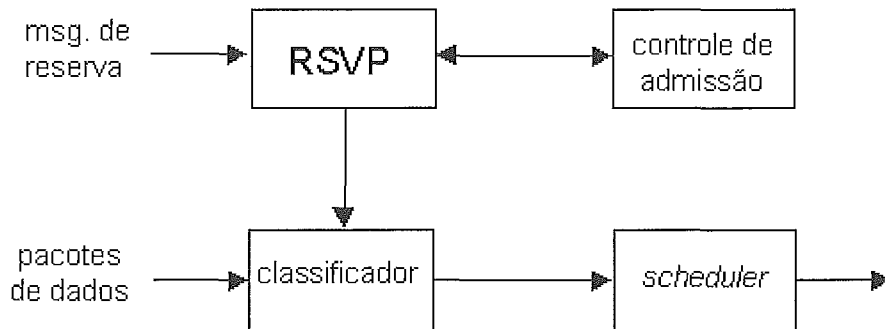 msg. de
reserva
RSVP
controle de
admissão
pacotes
de dados
classificador
scheduler